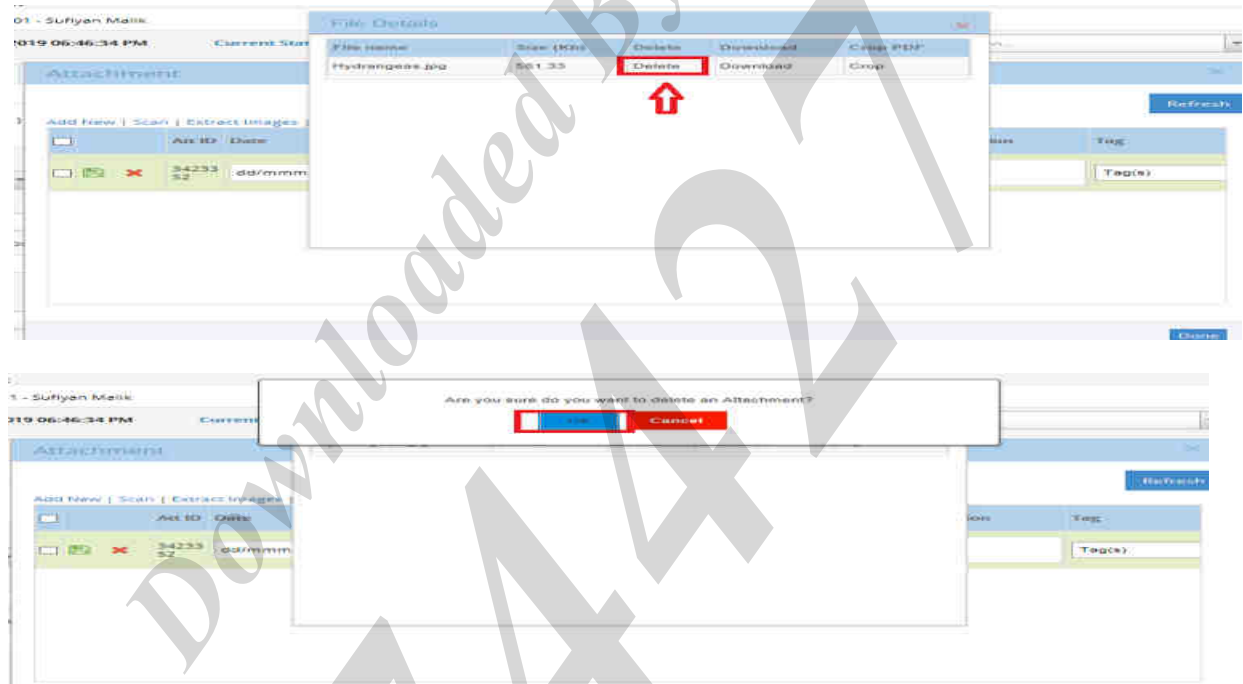 01 - Sufiyan Malik
File Details
2019 06:46:34 PM Current Stat
File name Size (Kb) Delete Download Crop PDF
Hydrangeas.jpg 581.33 Delete Download Crop
Attachment
Refresh
Add New | Scan | Extract Images |
Att ID Date tion Tag
34233
52
dd/mmm Tag(s)
Done
Are you sure do you want to delete an Attachment?
1 - Sufiyan Malik
OK Cancel
019 06:46:34 PM Current
Attachment
Refresh
Add New | Scan | Extract Images |
Att ID Date tion Tag
34233
52
dd/mmm Tag(s)
Downloaded By